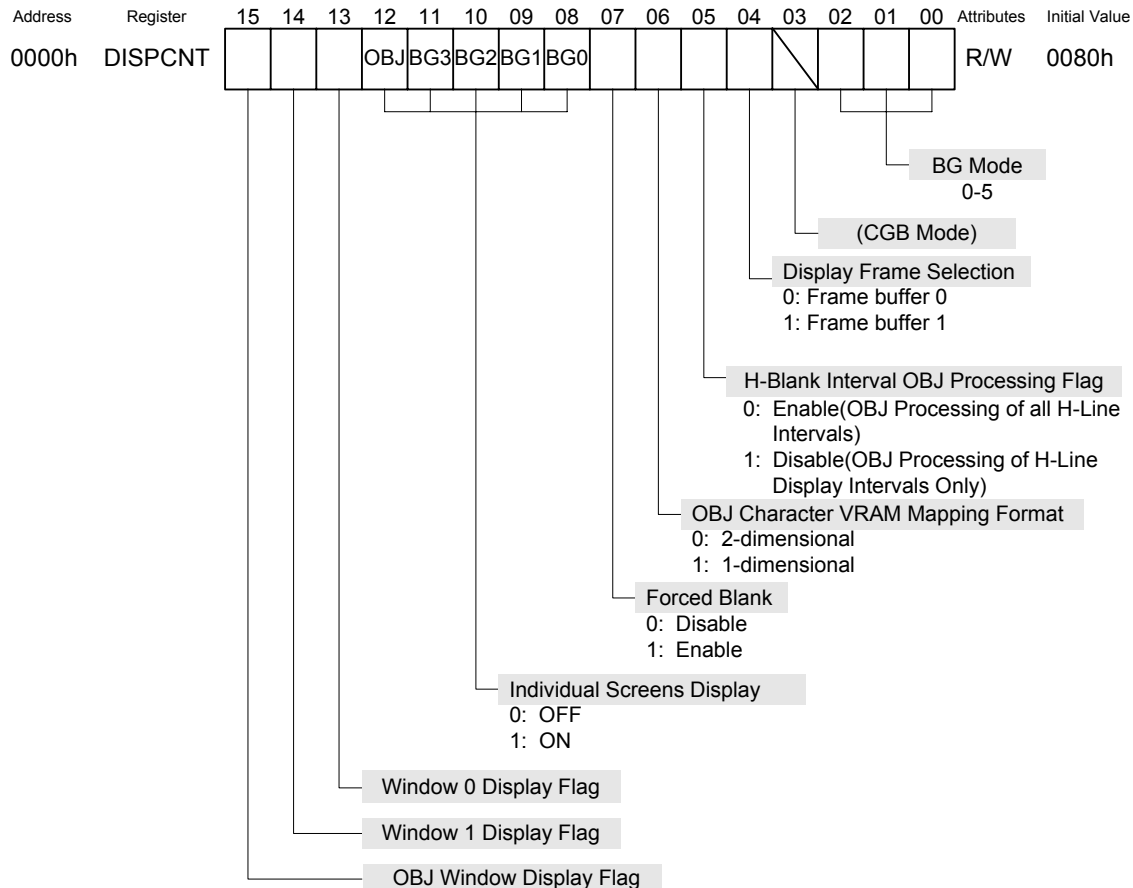 Address Register 15 14 13 12 11 10 09 08 07 06 05 04 03 02 01 00 Attributes Initial Value
0000h DISPCNT OBJ BG3 BG2 BG1 BG0 R/W 0080h
BG Mode
0-5
(CGB Mode)
Display Frame Selection
0: Frame buffer 0
1: Frame buffer 1
H-Blank Interval OBJ Processing Flag
0: Enable(OBJ Processing of all H-Line
Intervals)
1: Disable(OBJ Processing of H-Line
Display Intervals Only)
OBJ Character VRAM Mapping Format
0: 2-dimensional
1: 1-dimensional
Forced Blank
0: Disable
1: Enable
Individual Screens Display
0: OFF
1: ON
Window 0 Display Flag
Window 1 Display Flag
OBJ Window Display Flag